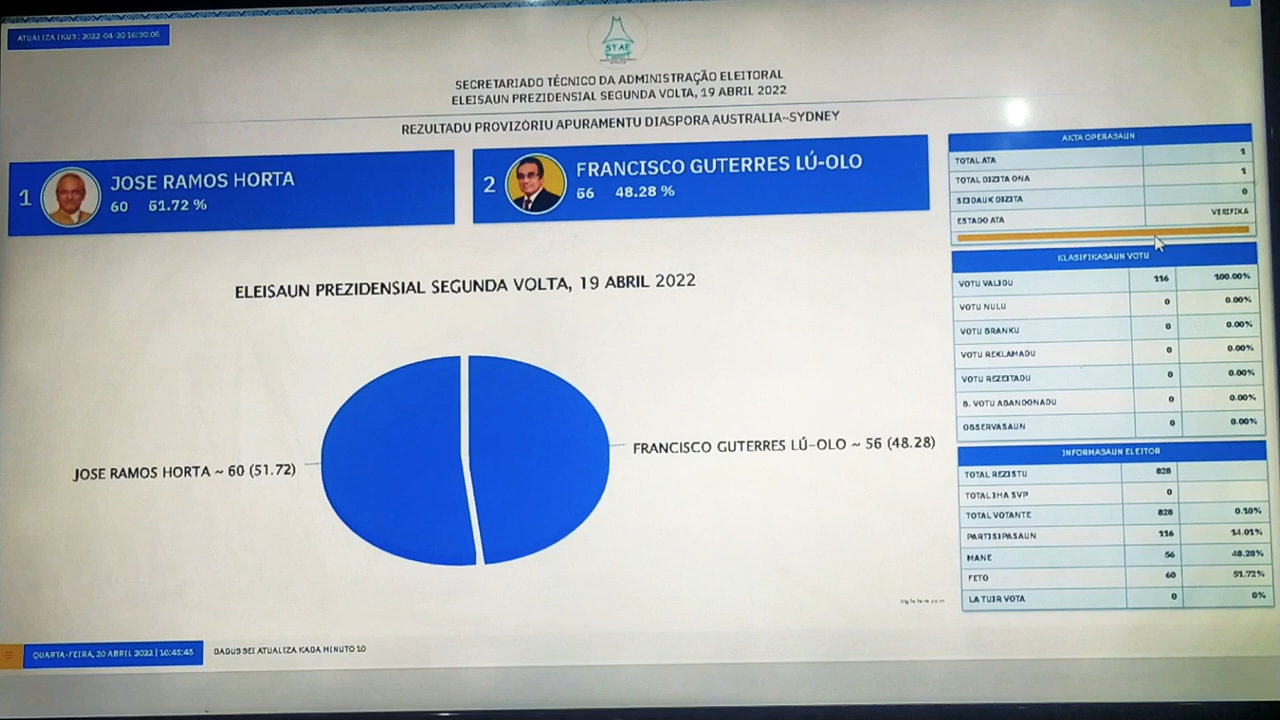 ATUALIZA IKUS : 2022-04-20 16:30:06
STAE
SECRETARIADO TÉCNICO DA ADMINISTRAÇÃO ELEITORAL
ELEISAUN PREZIDENSIAL SEGUNDA VOLTA, 19 ABRIL 2022
REZULTADU PROVIZÓRIU APURAMENTU DIASPORA AUSTRALIA~SYDNEY
1 JOSE RAMOS HORTA
60 51.72 %
2 FRANCISCO GUTERRES LÚ-OLO
56 48.28 %
ELEISAUN PREZIDENSIAL SEGUNDA VOLTA, 19 ABRIL 2022
JOSE RAMOS HORTA ~ 60 (51.72)
FRANCISCO GUTERRES LÚ-OLO ~ 56 (48.28)
AKTA OPERASAUN
TOTAL ATA 1
TOTAL DIZITA ONA 1
SEIDAUK DIZITA 0
ESTADO ATA VERIFIKA
KLASIFIKASAUN VOTU
VOTU VALIDU 116 100.00%
VOTU NULU 0 0.00%
VOTU BRANKU 0 0.00%
VOTU REKLAMADU 0 0.00%
VOTU REZEITADU 0 0.00%
B. VOTU ABANDONADU 0 0.00%
OBSERVASAUN 0 0.00%
INFORMASAUN ELEITOR
TOTAL REZISTU 828
TOTAL IHA SVP 0
TOTAL VOTANTE 828 0.10%
PARTISIPASAUN 116 14.01%
MANE 56 48.28%
FETO 60 51.72%
LA TUIR VOTA 0 0%
QUARTA-FEIRA, 20 ABRIL 2022 | 16:43:45
DADUS SEI ATUALIZA KADA MINUTO 10